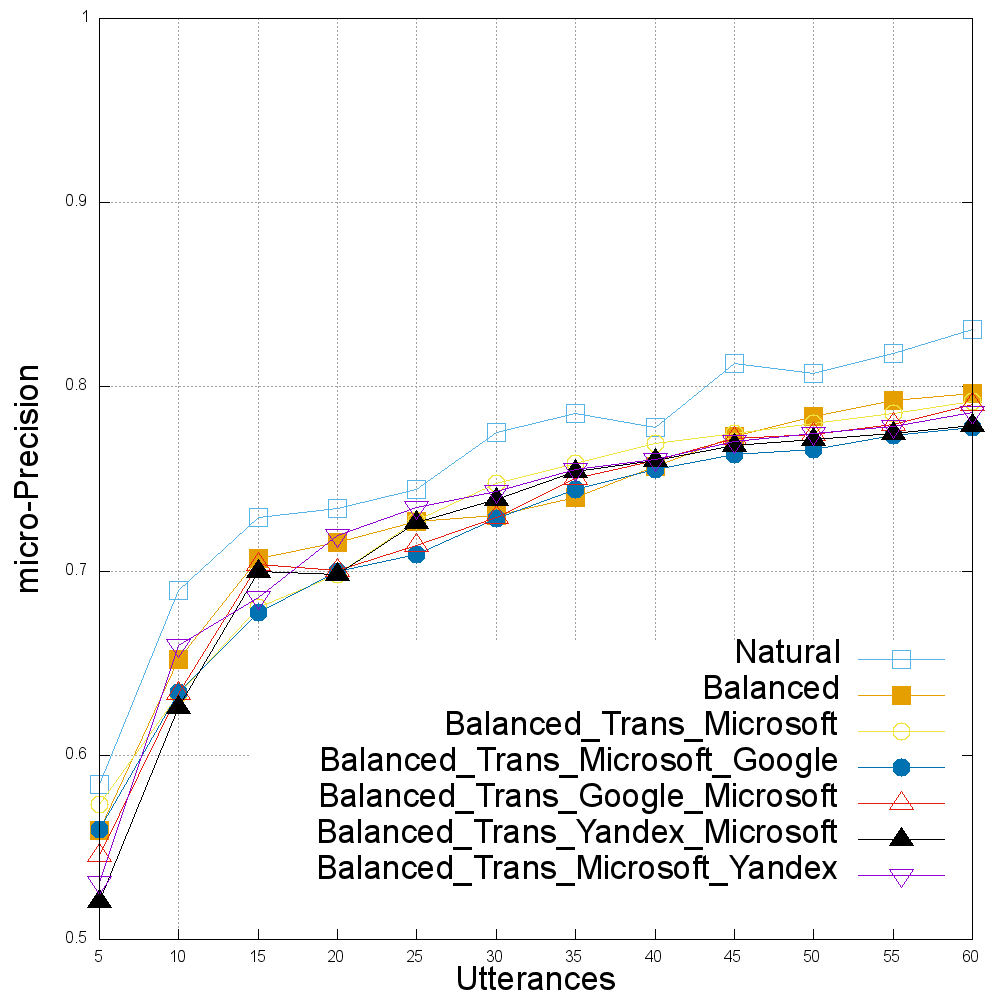 1
0.9
0.8
0.7
0.6
0.5
micro-Precision
Natural
Balanced
Balanced_Trans_Microsoft
Balanced_Trans_Microsoft_Google
Balanced_Trans_Google_Microsoft
Balanced_Trans_Yandex_Microsoft
Balanced_Trans_Microsoft_Yandex
5 10 15 20 25 30 35 40 45 50 55 60
Utterances